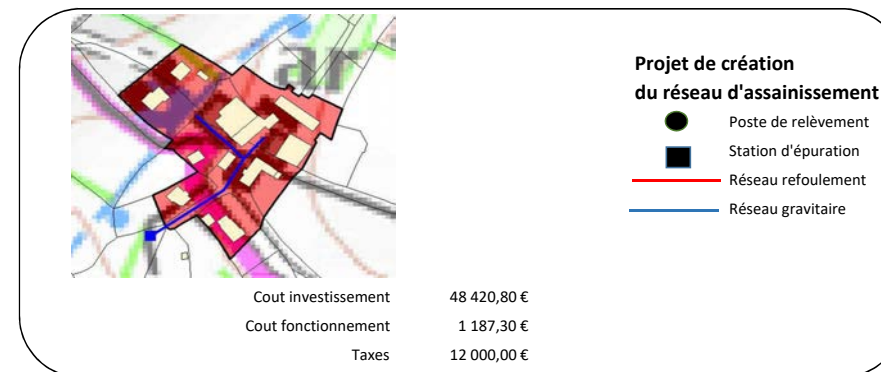 ar
Projet de création
du réseau d'assainissement
Poste de relèvement
Station d'épuration
Réseau refoulement
Réseau gravitaire
Cout investissement 48 420,80 €
Cout fonctionnement 1 187,30 €
Taxes 12 000,00 €